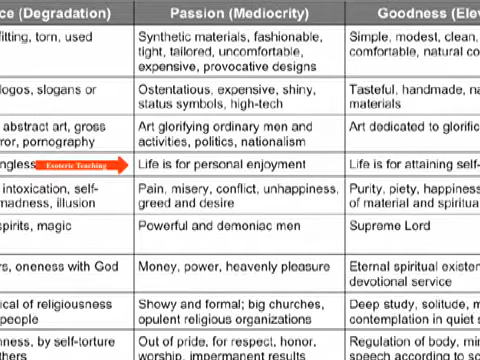 ce (Degradation) Passion (Mediocrity) Goodness (Ele
fitting, torn, used Synthetic materials, fashionable, Simple, modest, clean,
tight, tailored, uncomfortable, comfortable, natural co
expensive, provocative designs
logos, slogans or Ostentatious, expensive, shiny, Tasteful, handmade, na
status symbols, high-tech materials
abstract art, gross Art glorifying ordinary men and Art dedicated to glorific
ror, pornography activities, politics, nationalism
ngless Esoteric Teaching Life is for personal enjoyment Life is for attaining self-
intoxication, self- Pain, misery, conflict, unhappiness, Purity, piety, happiness
madness, illusion greed and desire of material and spiritua
spirits, magic Powerful and demoniac men Supreme Lord
rs, oneness with God Money, power, heavenly pleasure Eternal spiritual existen
devotional service
ical of religiousness Showy and formal; big churches, Deep study, solitude, m
people opulent religious organizations contemplation in quiet s
nness, by self-torture Out of pride, for respect, honor, Regulation of body, min
thers worship, impermanent results speech according to sc